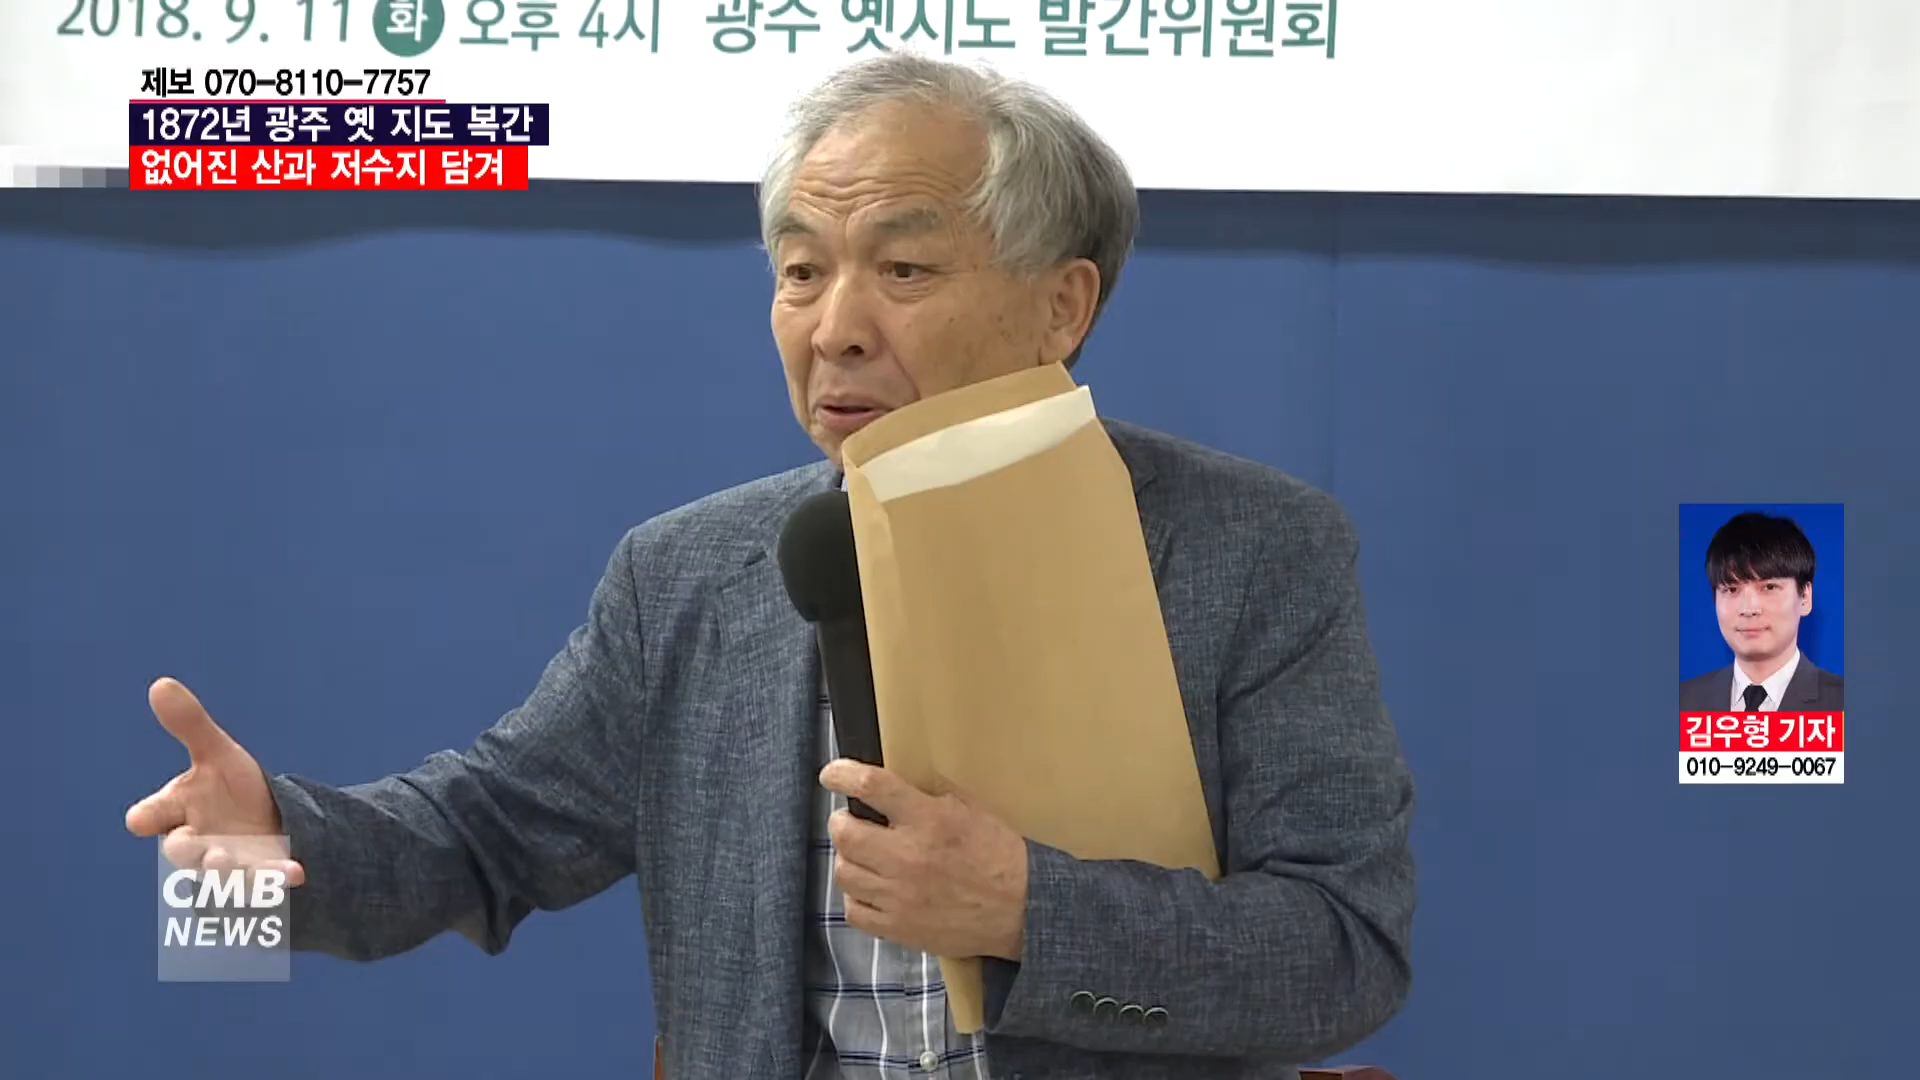 2018. 9. 11 화 오후 4시 광주 옛지도 발간위원회
제보 070-8110-7757
1872년 광주 옛 지도 복간
없어진 산과 저수지 담겨
김우형 기자
010-9249-0067
CMB
NEWS